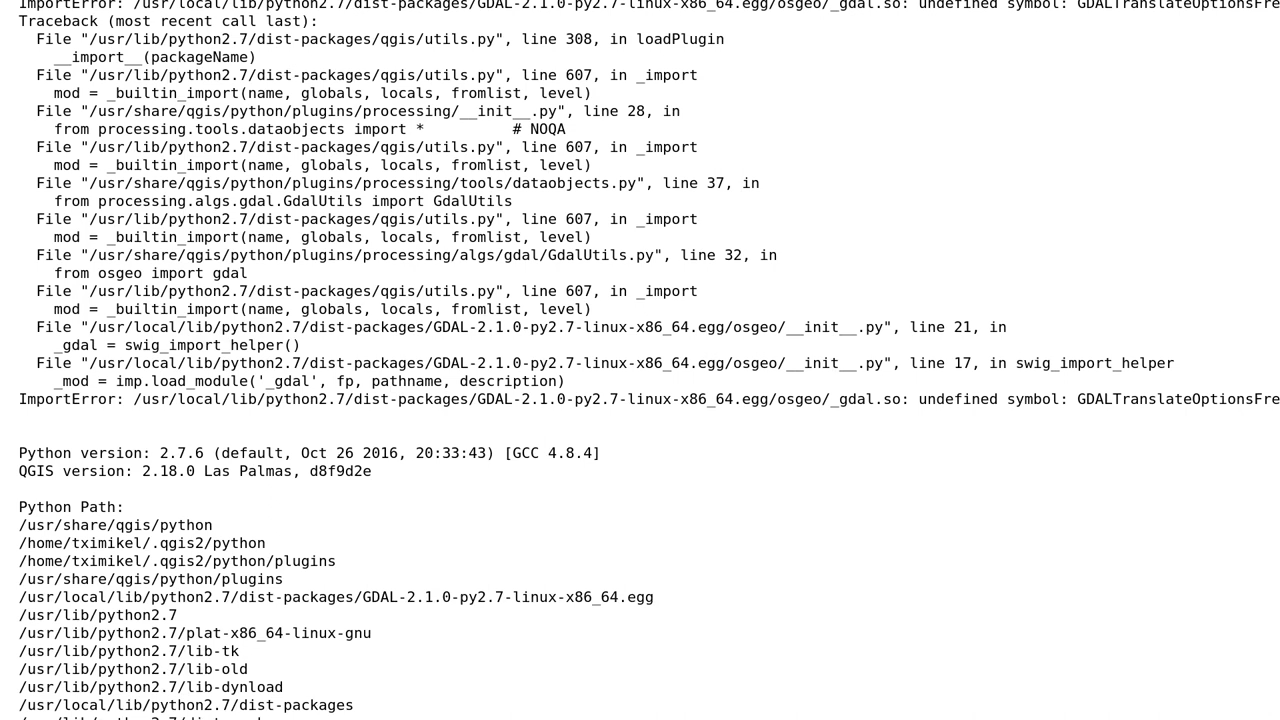 ImportError: /usr/local/lib/python2.7/dist-packages/GDAL-2.1.0-py2.7-linux-x86_64.egg/osgeo/_gdal.so: undefined symbol: GDALTranslateOptionsFre
Traceback (most recent call last):
  File "/usr/lib/python2.7/dist-packages/qgis/utils.py", line 308, in loadPlugin
    __import__(packageName)
  File "/usr/lib/python2.7/dist-packages/qgis/utils.py", line 607, in _import
    mod = _builtin_import(name, globals, locals, fromlist, level)
  File "/usr/share/qgis/python/plugins/processing/__init__.py", line 28, in
    from processing.tools.dataobjects import *          # NOQA
  File "/usr/lib/python2.7/dist-packages/qgis/utils.py", line 607, in _import
    mod = _builtin_import(name, globals, locals, fromlist, level)
  File "/usr/share/qgis/python/plugins/processing/tools/dataobjects.py", line 37, in
    from processing.algs.gdal.GdalUtils import GdalUtils
  File "/usr/lib/python2.7/dist-packages/qgis/utils.py", line 607, in _import
    mod = _builtin_import(name, globals, locals, fromlist, level)
  File "/usr/share/qgis/python/plugins/processing/algs/gdal/GdalUtils.py", line 32, in
    from osgeo import gdal
  File "/usr/lib/python2.7/dist-packages/qgis/utils.py", line 607, in _import
    mod = _builtin_import(name, globals, locals, fromlist, level)
  File "/usr/local/lib/python2.7/dist-packages/GDAL-2.1.0-py2.7-linux-x86_64.egg/osgeo/__init__.py", line 21, in
    _gdal = swig_import_helper()
  File "/usr/local/lib/python2.7/dist-packages/GDAL-2.1.0-py2.7-linux-x86_64.egg/osgeo/__init__.py", line 17, in swig_import_helper
    _mod = imp.load_module('_gdal', fp, pathname, description)
ImportError: /usr/local/lib/python2.7/dist-packages/GDAL-2.1.0-py2.7-linux-x86_64.egg/osgeo/_gdal.so: undefined symbol: GDALTranslateOptionsFre
Python version: 2.7.6 (default, Oct 26 2016, 20:33:43) [GCC 4.8.4]
QGIS version: 2.18.0 Las Palmas, d8f9d2e
Python Path:
/usr/share/qgis/python
/home/tximikel/.qgis2/python
/home/tximikel/.qgis2/python/plugins
/usr/share/qgis/python/plugins
/usr/local/lib/python2.7/dist-packages/GDAL-2.1.0-py2.7-linux-x86_64.egg
/usr/lib/python2.7
/usr/lib/python2.7/plat-x86_64-linux-gnu
/usr/lib/python2.7/lib-tk
/usr/lib/python2.7/lib-old
/usr/lib/python2.7/lib-dynload
/usr/local/lib/python2.7/dist-packages